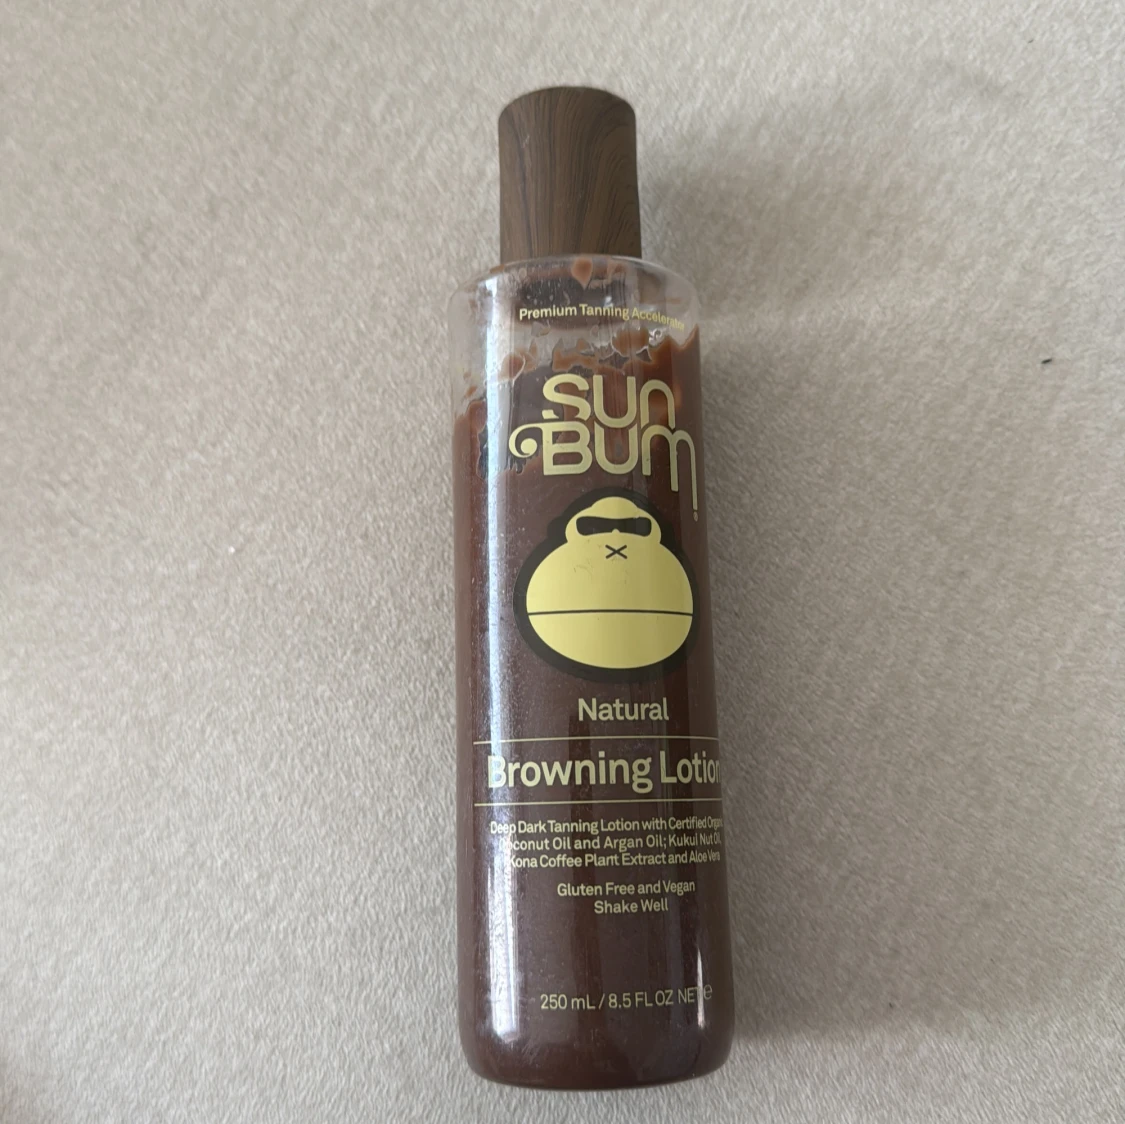 Premium Tanning Accelerator
SUN
BUM
Natural
Browning Lotion
Deep Dark Tanning Lotion with Certified Organic
Coconut Oil and Argan Oil; Kukui Nut Oil,
Kona Coffee Plant Extract and Aloe Vera
Gluten Free and Vegan
Shake Well
250 mL / 8.5 FL OZ NET e